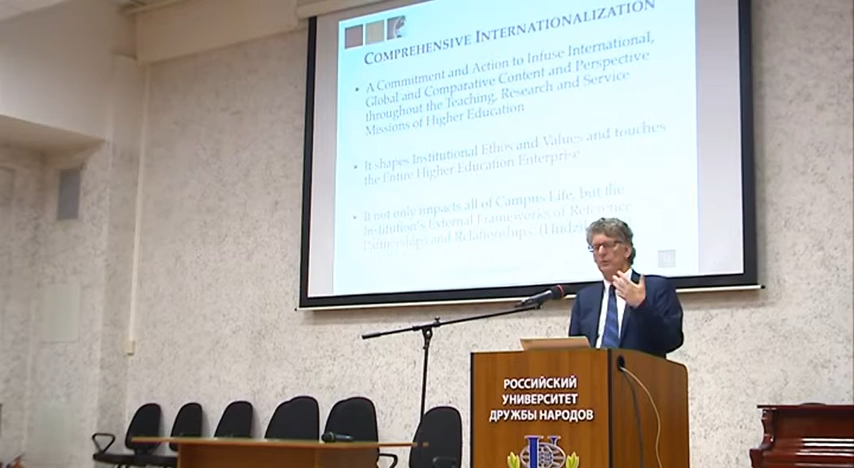 COMPREHENSIVE INTERNATIONALIZATION
• A Commitment and Action to Infuse International,
Global and Comparative Content and Perspective
throughout the Teaching, Research and Service
Missions of Higher Education
• It shapes Institutional Ethos and Values and touches
the Entire Higher Education Enterprise
• It not only impacts all of Campus Life, but the
Institution's External Frameworks of Reference
Partnerships and Relationships.
РОССИЙСКИЙ
УНИВЕРСИТЕТ
ДРУЖБЫ НАРОДОВ